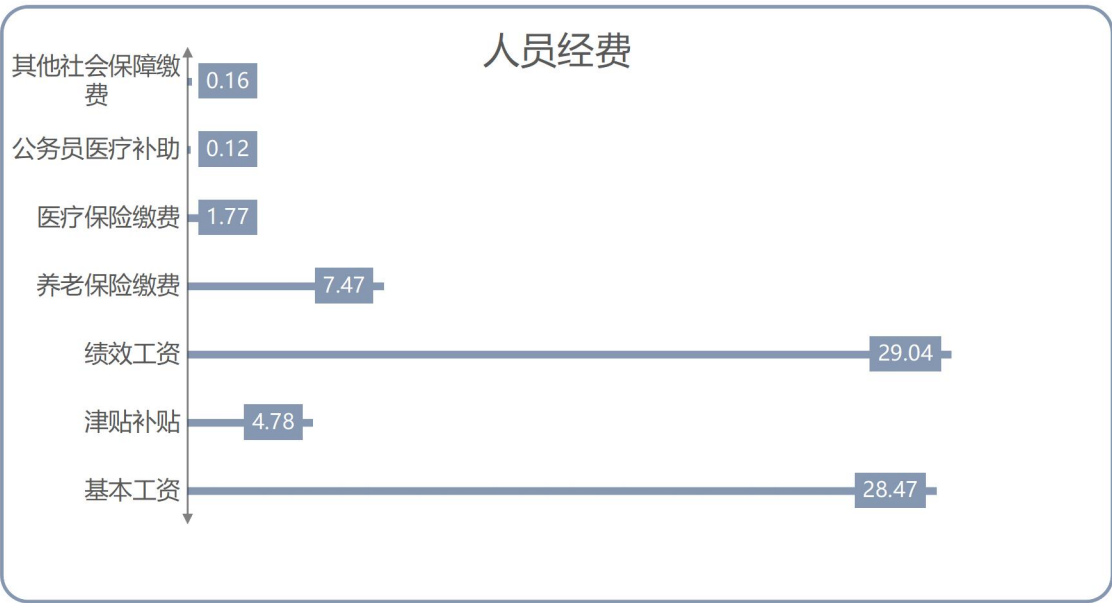 人员经费
其他社会保障缴
费
0.16
公务员医疗补助
0.12
医疗保险缴费
1.77
养老保险缴费
7.47
绩效工资
29.04
津贴补贴
4.78
基本工资
28.47